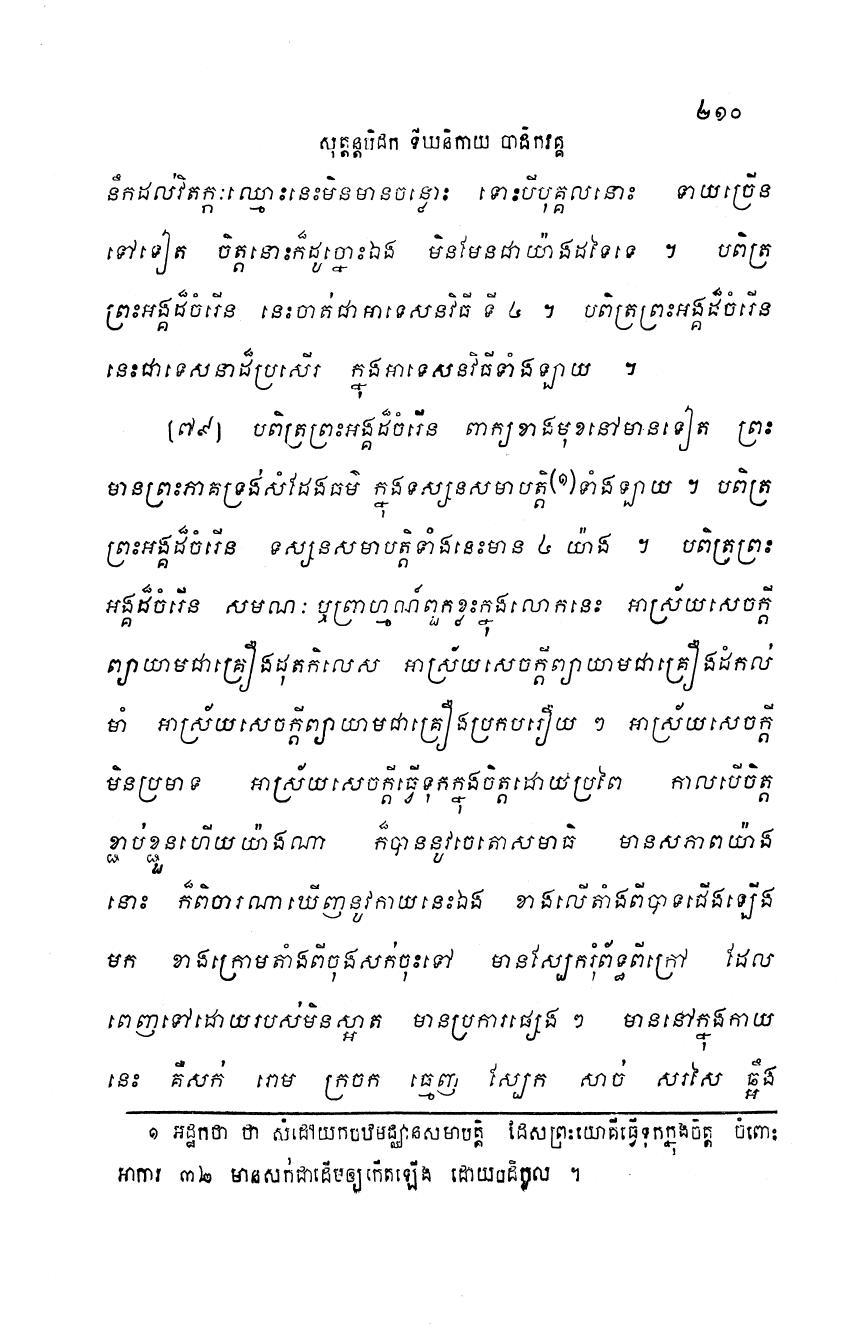 ២១០
សុត្តន្តបិដក ទីឃនិកាយ បាដិកវគ្គ
នឹកដល់វិតក្កៈឈ្មោះនេះមិនមានចន្លោះ ទោះបីបុគ្គលនោះ ទាយច្រើន
ទៅទៀត ចិត្តនោះក៏ដូច្នោះឯង មិនមែនជាយ៉ាងដទៃទេ ។ បពិត្រ
ព្រះអង្គដ៏ចំរើន នេះចាត់ជាអាទេសនវិធី ទី ៤ ។ បពិត្រព្រះអង្គដ៏ចំរើន
នេះជាទេសនាដ៏ប្រសើរ ក្នុងអាទេសនវិធីទាំងឡាយ ។
(៧៩) បពិត្រព្រះអង្គដ៏ចំរើន ពាក្យខាងមុខនៅមានទៀត ព្រះ
មានព្រះភាគទ្រង់សំដែងធម៌ ក្នុងទស្សនសមាបត្តិ(១)ទាំងឡាយ ។ បពិត្រ
ព្រះអង្គដ៏ចំរើន ទស្សនសមាបត្តិទាំងនេះមាន ៤ យ៉ាង ។ បពិត្រព្រះ
អង្គដ៏ចំរើន សមណៈ ឬព្រាហ្មណ៍ពួកខ្លះក្នុងលោកនេះ អាស្រ័យសេចក្តី
ព្យាយាមជាគ្រឿងដុតកិលេស អាស្រ័យសេចក្តីព្យាយាមជាគ្រឿងដំកល់
មាំ អាស្រ័យសេចក្តីព្យាយាមជាគ្រឿងប្រកបរឿយ ៗ អាស្រ័យសេចក្តី
មិនប្រមាទ អាស្រ័យសេចក្តីធ្វើទុកក្នុងចិត្តដោយប្រពៃ កាលបើចិត្ត
ខ្ជាប់ខ្ជួនហើយយ៉ាងណា ក៏បាននូវចេតោសមាធិ មានសភាពយ៉ាង
នោះ ក៏ពិចារណាឃើញនូវកាយនេះឯង ខាងលើតាំងពីបាទជើងឡើង
មក ខាងក្រោមតាំងពីចុងសក់ចុះទៅ មានស្បែករុំព័ទ្ធពីក្រៅ ដែល
ពេញទៅដោយរបស់មិនស្អាត មានប្រការផ្សេង ៗ មាននៅក្នុងកាយ
នេះ គឺសក់ រោម ក្រចក ធ្មេញ ស្បែក សាច់ សរសៃ ឆ្អឹង
១ អដ្ឋកថា ថា សំដៅយកបឋមជ្ឈានសមាបត្តិ ដែលព្រះយោគីធ្វើទុកក្នុងចិត្ត ចំពោះ
អាការ ៣២ មានសក់ជាដើមឲ្យកើតឡើង ដោយបដិកូល ។